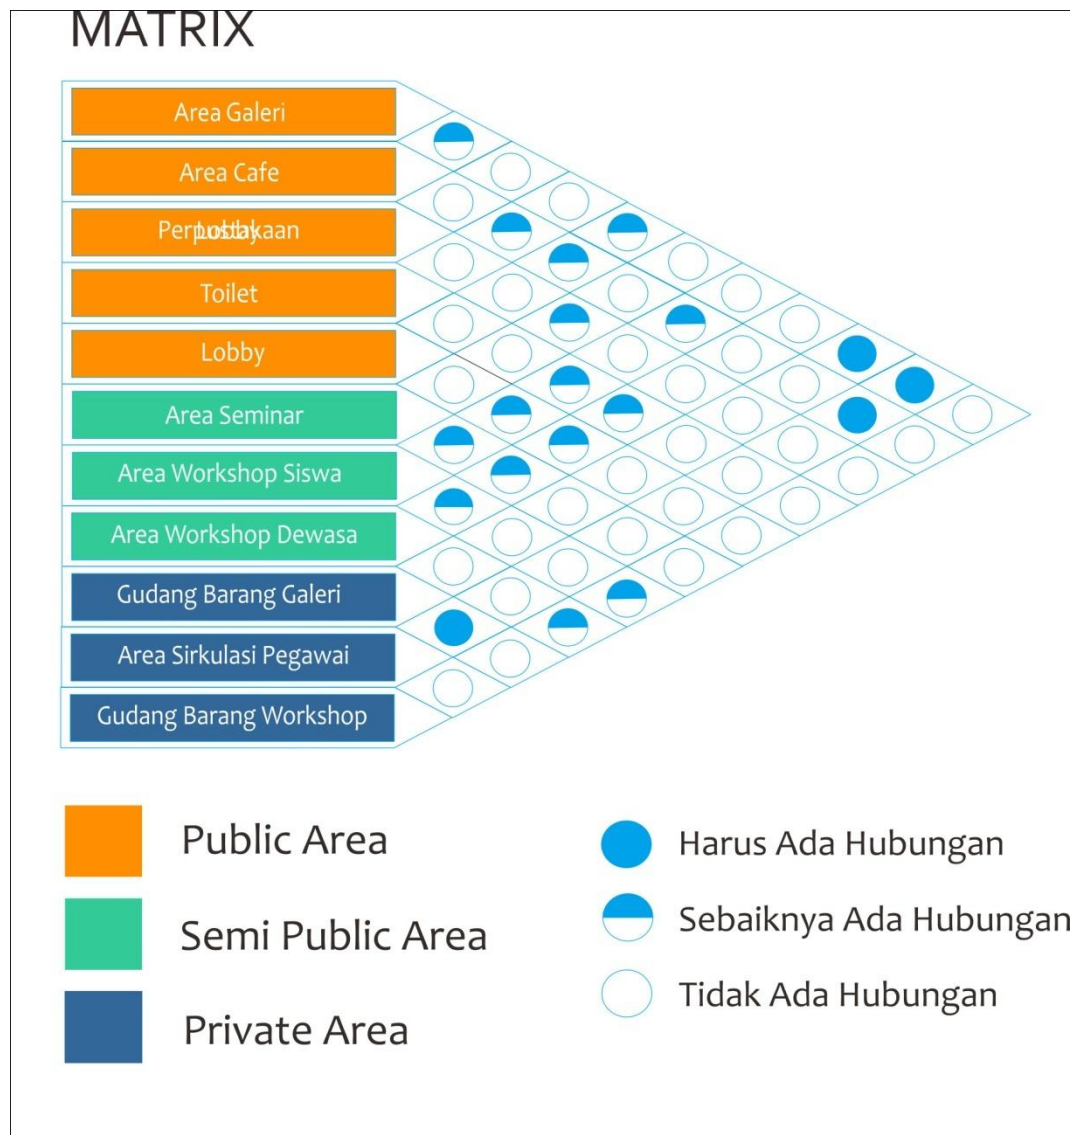 MATRIX
Area Galeri
Area Cafe
Perpustakaan
Lobby
Toilet
Lobby
Area Seminar
Area Workshop Siswa
Area Workshop Dewasa
Gudang Barang Galeri
Area Sirkulasi Pegawai
Gudang Barang Workshop
Public Area
Semi Public Area
Private Area
Harus Ada Hubungan
Sebaiknya Ada Hubungan
Tidak Ada Hubungan